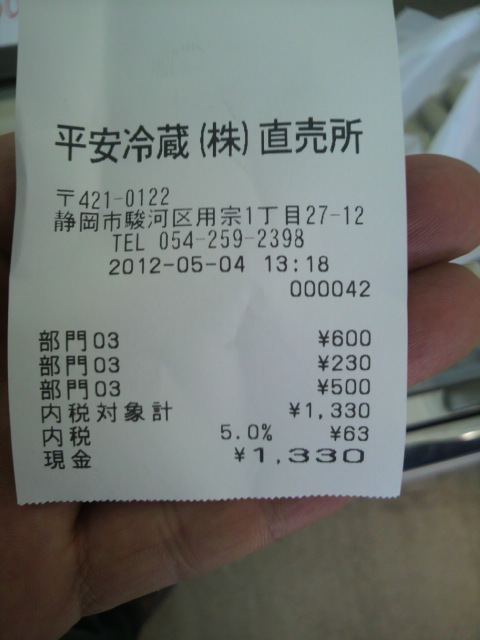 平安冷蔵(株)直売所
〒421-0122
静岡市駿河区用宗1丁目27-12
TEL 054-259-2398
2012-05-04 13:18
000042
部門03 ¥600
部門03 ¥230
部門03 ¥500
内税対象計 ¥1,330
内税 5.0% ¥63
現金 ¥1,330